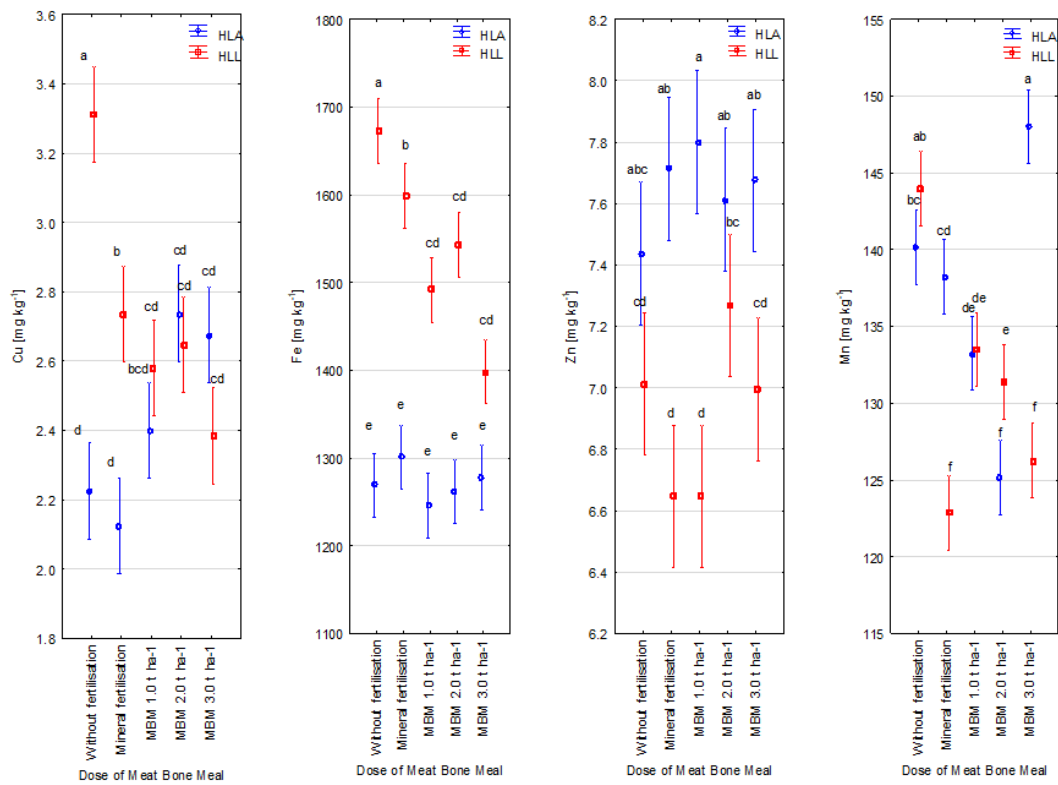 3.6
3.4
3.2
3.0
2.8
2.6
2.4
2.2
2.0
1.8
Cu [mg kg⁻¹]
HLA
HLL
a
d
b
d
cd
bcd
cd
cd
cd
cd
Without fertilisation
Mineral fertilisation
MBM 1.0 t ha-1
MBM 2.0 t ha-1
MBM 3.0 t ha-1
Dose of Meat Bone Meal
1800
1700
1600
1500
1400
1300
1200
1100
Fe [mg kg⁻¹]
HLA
HLL
a
e
b
e
cd
e
cd
e
cd
e
Without fertilisation
Mineral fertilisation
MBM 1.0 t ha-1
MBM 2.0 t ha-1
MBM 3.0 t ha-1
Dose of Meat Bone Meal
8.2
8.0
7.8
7.6
7.4
7.2
7.0
6.8
6.6
6.4
6.2
Zn [mg kg⁻¹]
HLA
HLL
abc
cd
ab
d
a
d
ab
bc
ab
cd
Without fertilisation
Mineral fertilisation
MBM 1.0 t ha-1
MBM 2.0 t ha-1
MBM 3.0 t ha-1
Dose of Meat Bone Meal
155
150
145
140
135
130
125
120
115
Mn [mg kg⁻¹]
HLA
HLL
ab
bc
cd
f
de
de
e
f
a
f
Without fertilisation
Mineral fertilisation
MBM 1.0 t ha-1
MBM 2.0 t ha-1
MBM 3.0 t ha-1
Dose of Meat Bone Meal